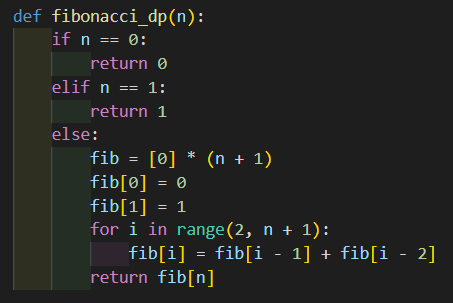 def fibonacci_dp(n):
    if n == 0:
        return 0
    elif n == 1:
        return 1
    else:
        fib = [0] * (n + 1)
        fib[0] = 0
        fib[1] = 1
        for i in range(2, n + 1):
            fib[i] = fib[i - 1] + fib[i - 2]
        return fib[n]